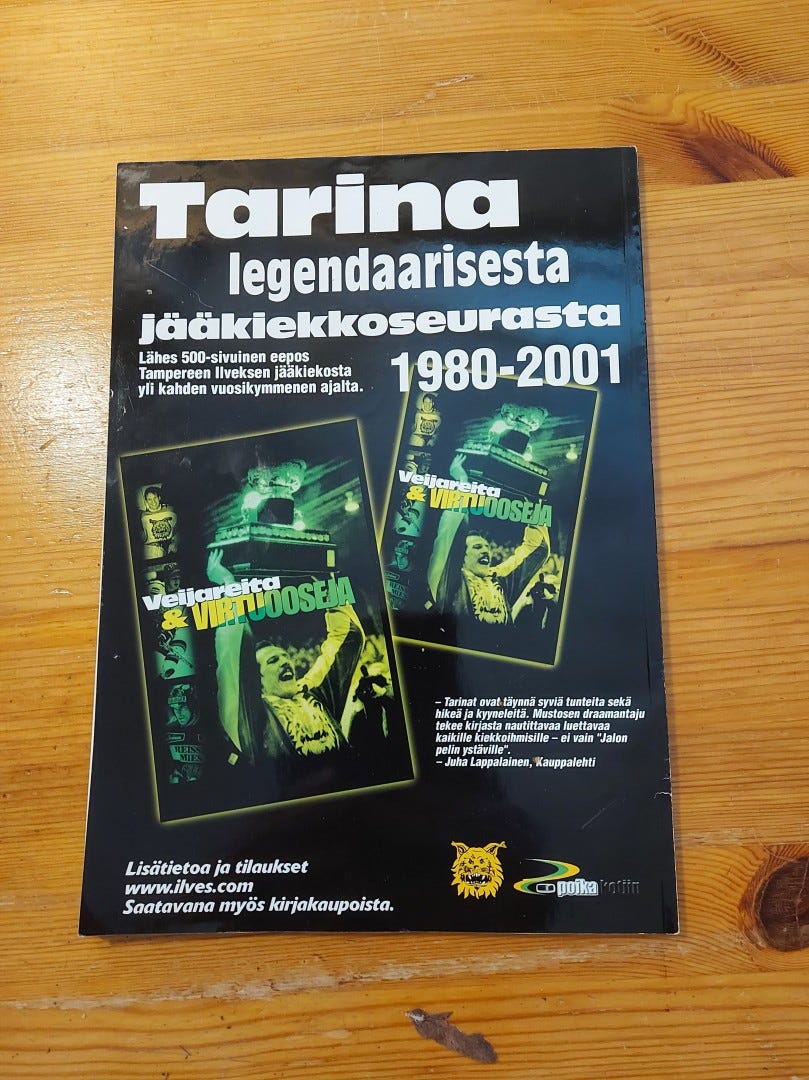 Tarina
legendaarisesta
jääkiekkoseurasta
Lähes 500-sivuinen eepos
Tampereen Ilveksen jääkiekosta
yli kahden vuosikymmenen ajalta.
1980-2001
Veijareita
& VIRTUOOSEJA
Veijareita
& VIRTUOOSEJA
– Tarinat ovat täynnä syviä tunteita sekä
hikeä ja kyyneleitä. Mustosen draamantaju
tekee kirjasta nautittavaa luettavaa
kaikille kiekkoihmisille – ei vain "Jalon
pelin ystäville".
– Juha Lappalainen, Kauppalehti
Lisätietoa ja tilaukset
www.ilves.com
Saatavana myös kirjakaupoista.
poika kotiin